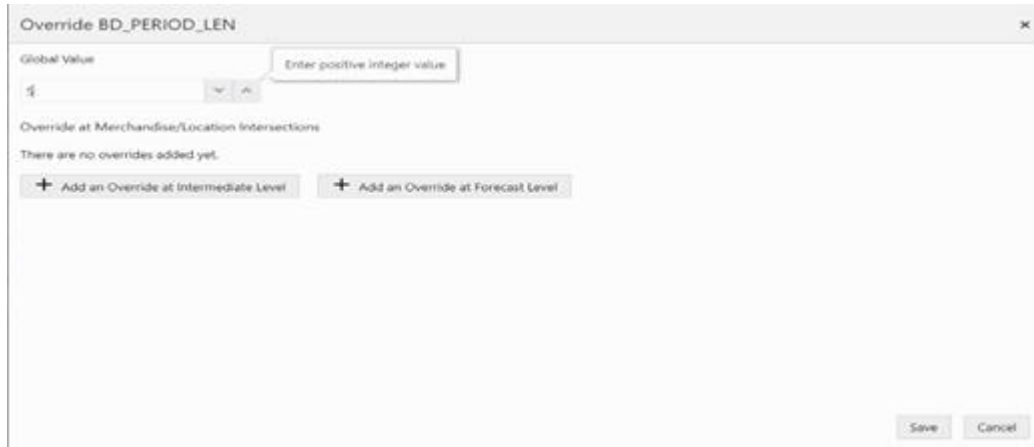 Override BD_PERIOD_LEN
Global Value
Enter positive integer value
5
Override at Merchandise/Location Intersections
There are no overrides added yet.
+ Add an Override at Intermediate Level + Add an Override at Forecast Level
Save Cancel